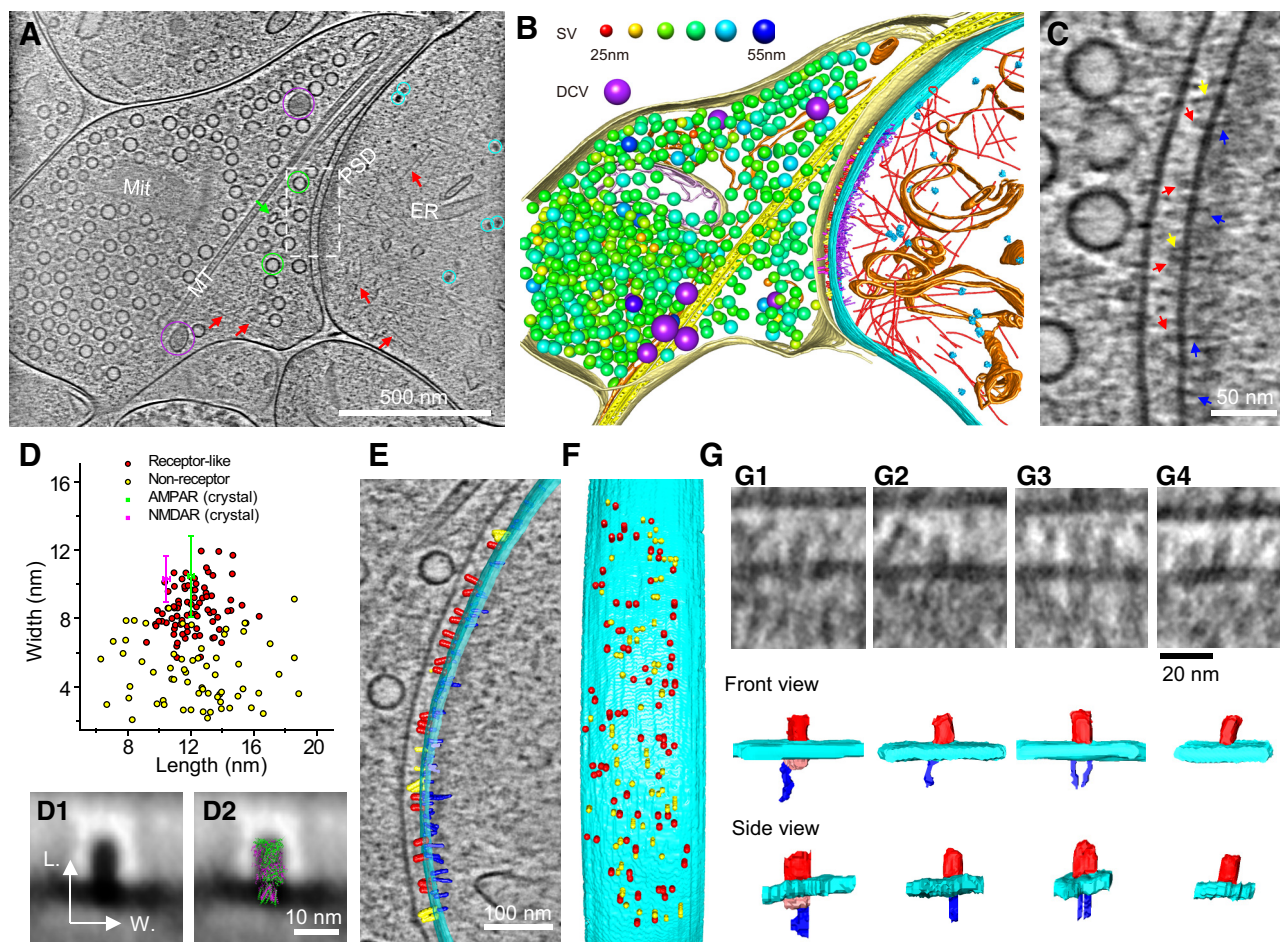 A
Mit
MT
PSD
ER
500 nm
B
SV
25nm
55nm
DCV
C
50 nm
D
Receptor-like
Non-receptor
AMPAR (crystal)
NMDAR (crystal)
16
12
8
4
Width (nm)
8
12
16
20
Length (nm)
D1
L.
W.
D2
10 nm
E
100 nm
F
G
G1
G2
G3
G4
20 nm
Front view
Side view